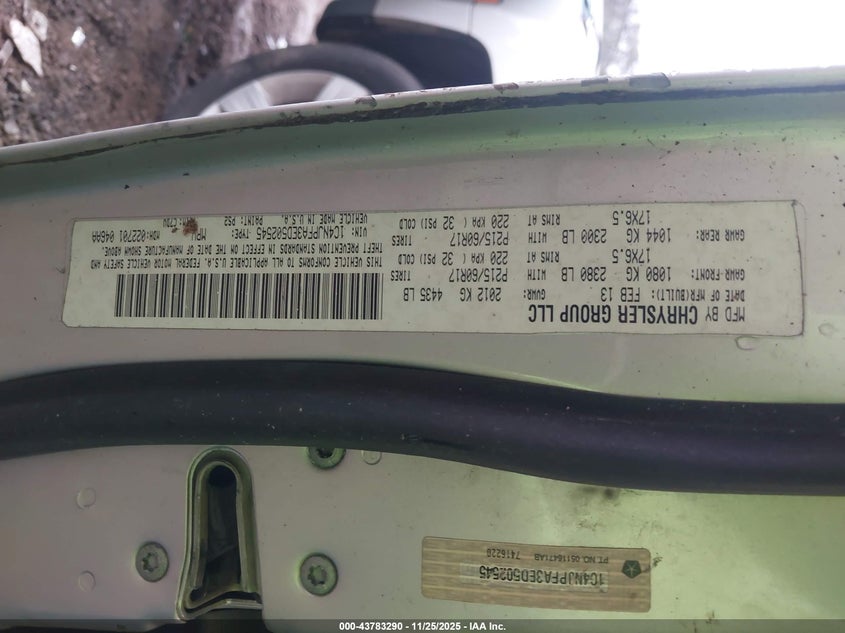 MFD BY CHRYSLER GROUP LLC
DATE OF MFR(BUILT): FEB 13 GVWR: 2012 KG 4435 LB
GAWR-FRONT: 1080 KG 2380 LB WITH P215/60R17 TIRES
17X6.5 RIMS AT 220 KPA ( 32 PSI) COLD
GAWR REAR: 1044 KG 2300 LB WITH P215/60R17 TIRES
17X6.5 RIMS AT 220 KPA ( 32 PSI) COLD
THIS VEHICLE CONFORMS TO ALL APPLICABLE U.S.A. FEDERAL MOTOR VEHICLE SAFETY AND
THEFT PREVENTION STANDARDS IN EFFECT ON THE DATE OF MANUFACTURE SHOWN ABOVE.
VIN: 1C4NJPFA3ED502545 -TYPE: MPV MDH:022701 046AA
VEHICLE MADE IN U.S.A. PAINT: PS2
1C4NJPFA3ED502545
PT NO. 05116471AB 7416220
000-43783290 • 11/25/2025 • IAA Inc.